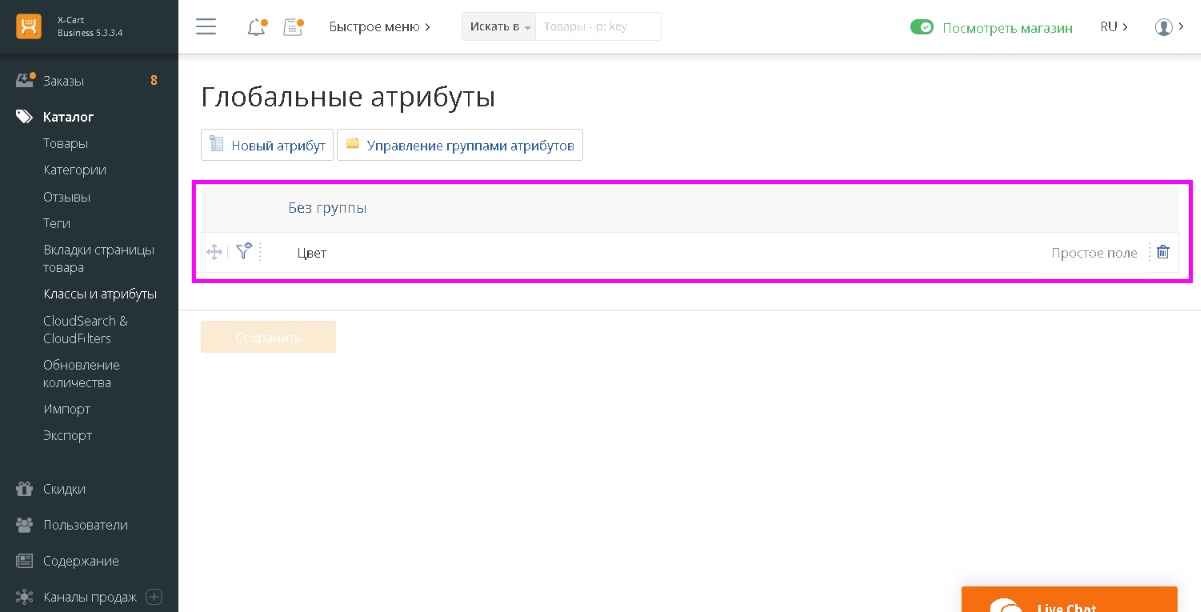 X-Cart
Business 5.3.3.4
Быстрое меню
Искать в
Товары - p: key
Посмотреть магазин
RU
Заказы 8
Каталог
Товары
Категории
Отзывы
Теги
Вкладки страницы
товара
Классы и атрибуты
CloudSearch &
CloudFilters
Обновление
количества
Импорт
Экспорт
Скидки
Пользователи
Содержание
Каналы продаж
Глобальные атрибуты
Новый атрибут
Управление группами атрибутов
Без группы
Цвет
Простое поле
Сохранить
Live Chat